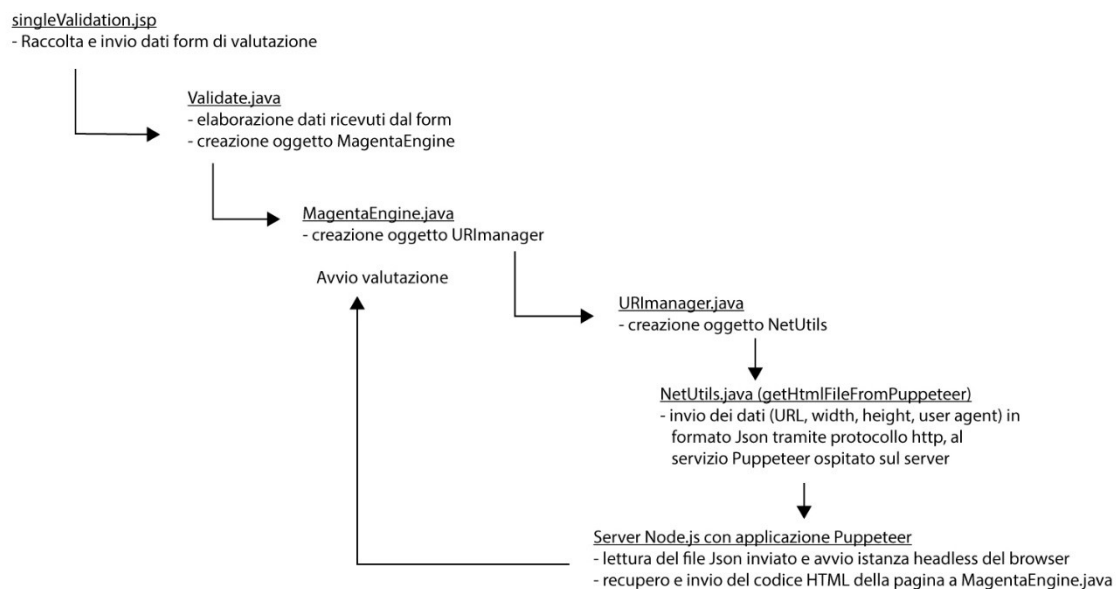 singleValidation.jsp
- Raccolta e invio dati form di valutazione
Validate.java
- elaborazione dati ricevuti dal form
- creazione oggetto MagentaEngine
MagentaEngine.java
- creazione oggetto URImanager
Avvio valutazione
URImanager.java
- creazione oggetto NetUtils
NetUtils.java (getHtmlFileFromPuppeteer)
- invio dei dati (URL, width, height, user agent) in
formato Json tramite protocollo http, al
servizio Puppeteer ospitato sul server
Server Node.js con applicazione Puppeteer
- lettura del file Json inviato e avvio istanza headless del browser
- recupero e invio del codice HTML della pagina a MagentaEngine.java